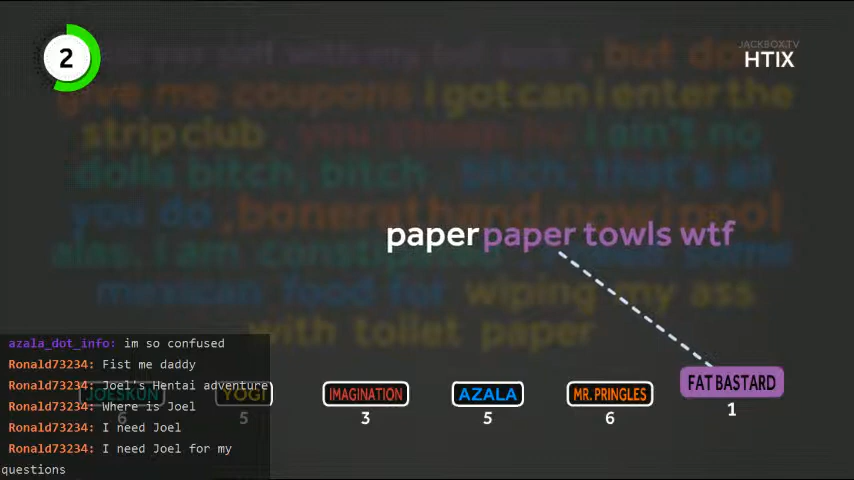 2
JACKBOX.TV
HTIX
but do
give me coupons i got can i enter the
strip club , you cheap i ain't no
dolla bitch, bitch , bitch, that's all
you do ,
alas, i am constipated
mexican food for wiping my ass
with toilet paper
paperpaper towls wtf
azala_dot_info: im so confused
Ronald73234: Fist me daddy
Ronald73234: Joel's Hentai adventure
Ronald73234: Where is Joel
Ronald73234: I need Joel
Ronald73234: I need Joel for my
questions
JOESKUN
6
YOGI
5
IMAGINATION
3
AZALA
5
MR. PRINGLES
6
FAT BASTARD
1